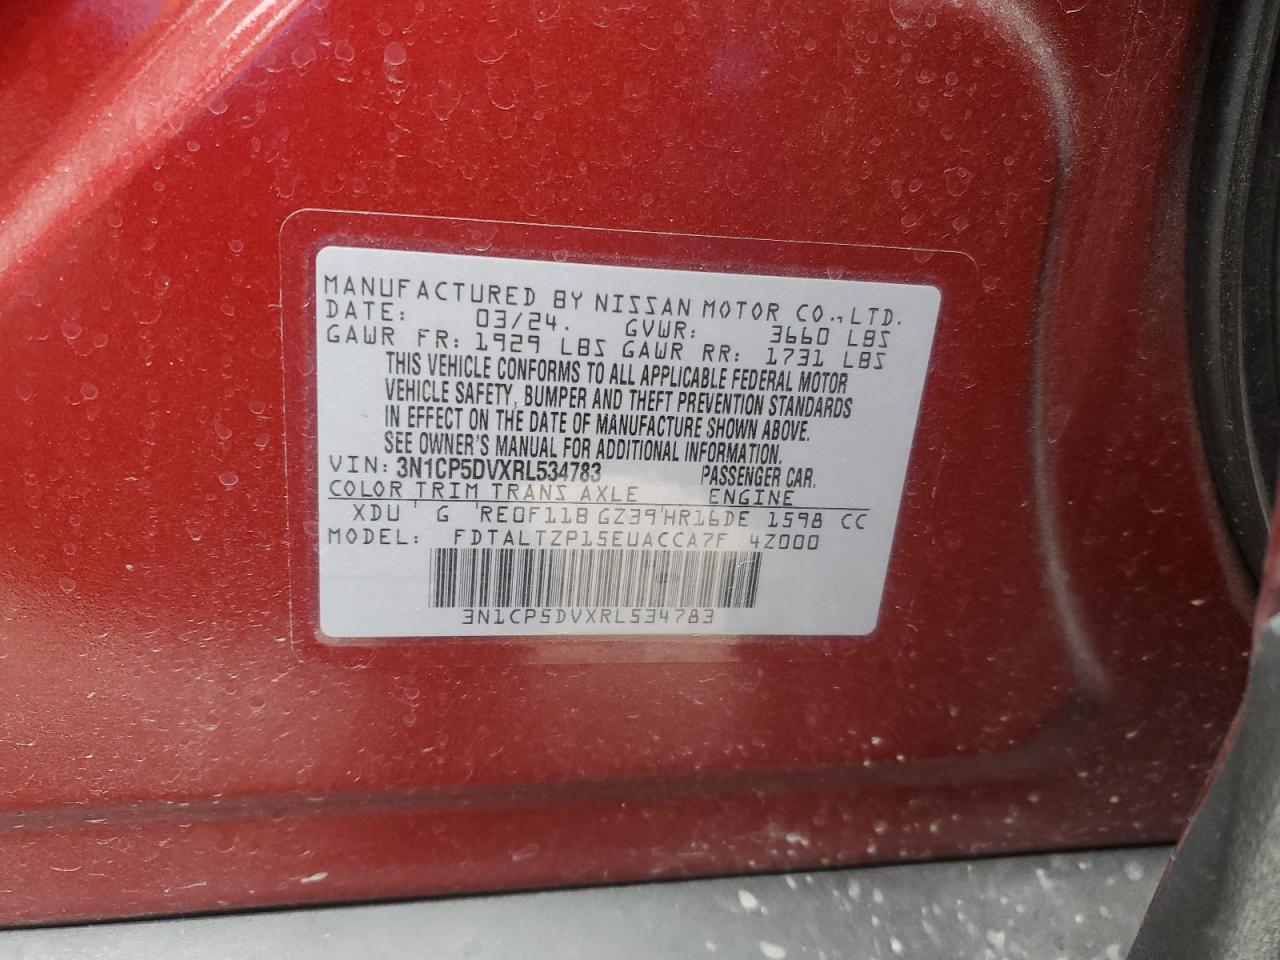 MANUFACTURED BY NISSAN MOTOR CO., LTD.
DATE: 03/24. GVWR: 3660 LBS
GAWR FR: 1929 LBS GAWR RR: 1731 LBS
THIS VEHICLE CONFORMS TO ALL APPLICABLE FEDERAL MOTOR
VEHICLE SAFETY, BUMPER AND THEFT PREVENTION STANDARDS
IN EFFECT ON THE DATE OF MANUFACTURE SHOWN ABOVE.
SEE OWNER'S MANUAL FOR ADDITIONAL INFORMATION.
VIN: 3N1CP5DVXRL534783 PASSENGER CAR.
COLOR TRIM TRANS AXLE ENGINE
XDU G RE0F11B GZ39 HR16DE 1598 CC
MODEL: FDTALTZP15EUACCA7F 4Z000
3N1CP5DVXRL534783